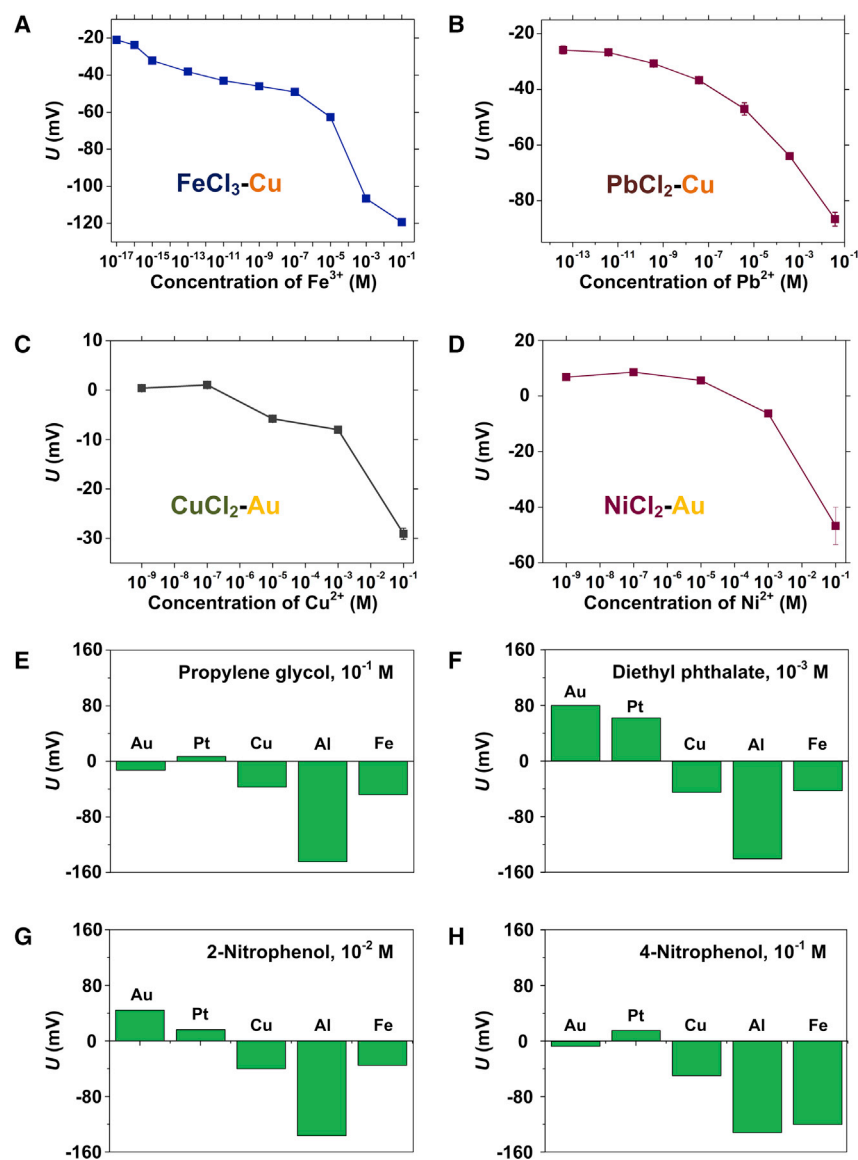 A
-20
-40
-60
-80
-100
-120
U (mV)
FeCl₃-Cu
10⁻¹⁷ 10⁻¹⁵ 10⁻¹³ 10⁻¹¹ 10⁻⁹ 10⁻⁷ 10⁻⁵ 10⁻³ 10⁻¹
Concentration of Fe³⁺ (M)
B
-20
-40
-60
-80
U (mV)
PbCl₂-Cu
10⁻¹³ 10⁻¹¹ 10⁻⁹ 10⁻⁷ 10⁻⁵ 10⁻³ 10⁻¹
Concentration of Pb²⁺ (M)
C
10
0
-10
-20
-30
U (mV)
CuCl₂-Au
10⁻⁹ 10⁻⁸ 10⁻⁷ 10⁻⁶ 10⁻⁵ 10⁻⁴ 10⁻³ 10⁻² 10⁻¹
Concentration of Cu²⁺ (M)
D
20
0
-20
-40
-60
U (mV)
NiCl₂-Au
10⁻⁹ 10⁻⁸ 10⁻⁷ 10⁻⁶ 10⁻⁵ 10⁻⁴ 10⁻³ 10⁻² 10⁻¹
Concentration of Ni²⁺ (M)
E
160
80
0
-80
-160
U (mV)
Propylene glycol, 10⁻¹ M
Au Pt Cu Al Fe
F
160
80
0
-80
-160
U (mV)
Diethyl phthalate, 10⁻³ M
Au Pt Cu Al Fe
G
160
80
0
-80
-160
U (mV)
2-Nitrophenol, 10⁻² M
Au Pt Cu Al Fe
H
160
80
0
-80
-160
U (mV)
4-Nitrophenol, 10⁻¹ M
Au Pt Cu Al Fe